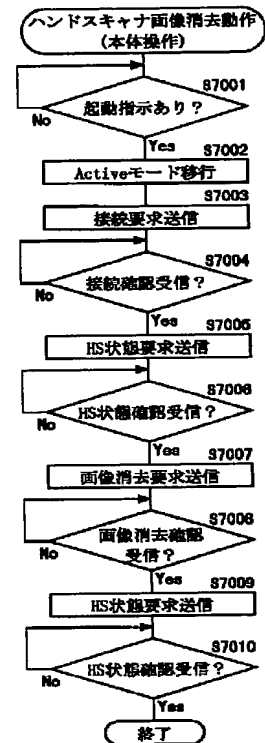 ハンドスキャナ画像消去動作
(本体操作)
S7001
起動指示あり?
No
Yes
S7002
Activeモード移行
S7003
接続要求送信
S7004
接続確認受信?
No
Yes
S7005
HS状態要求送信
S7006
HS状態確認受信?
No
Yes
S7007
画像消去要求送信
S7008
画像消去確認
受信?
No
Yes
S7009
HS状態要求送信
S7010
HS状態確認受信?
No
Yes
終了